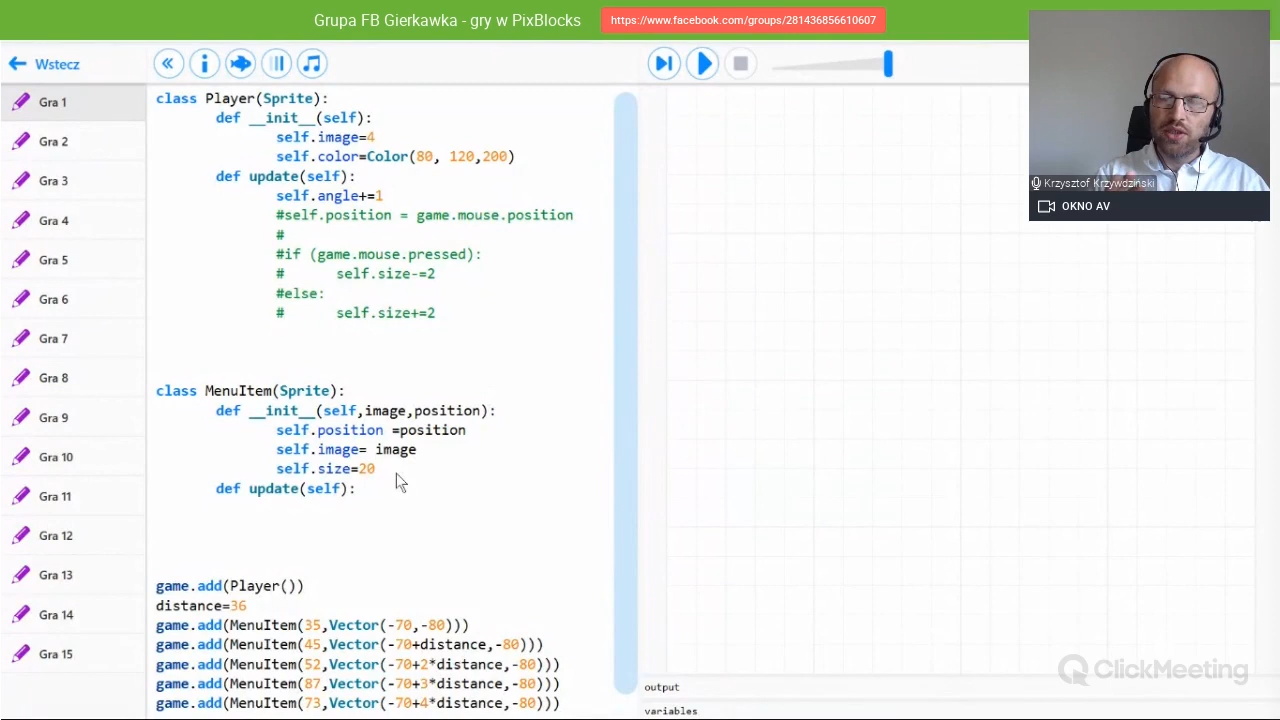 Grupa FB Gierkawka - gry w PixBlocks
https://www.facebook.com/groups/281436856610607
Wstecz
Gra 1
Gra 2
Gra 3
Gra 4
Gra 5
Gra 6
Gra 7
Gra 8
Gra 9
Gra 10
Gra 11
Gra 12
Gra 13
Gra 14
Gra 15
class Player(Sprite):
def __init__(self):
self.image=4
self.color=Color(80, 120,200)
def update(self):
self.angle+=1
#self.position = game.mouse.position
#
#if (game.mouse.pressed):
# self.size-=2
#else:
# self.size+=2
class MenuItem(Sprite):
def __init__(self,image,position):
self.position =position
self.image= image
self.size=20
def update(self):
game.add(Player())
distance=36
game.add(MenuItem(35,Vector(-70,-80)))
game.add(MenuItem(45,Vector(-70+distance,-80)))
game.add(MenuItem(52,Vector(-70+2*distance,-80)))
game.add(MenuItem(87,Vector(-70+3*distance,-80)))
game.add(MenuItem(73,Vector(-70+4*distance,-80)))
Krzysztof Krzywdziński
OKNO AV
ClickMeeting
output
variables